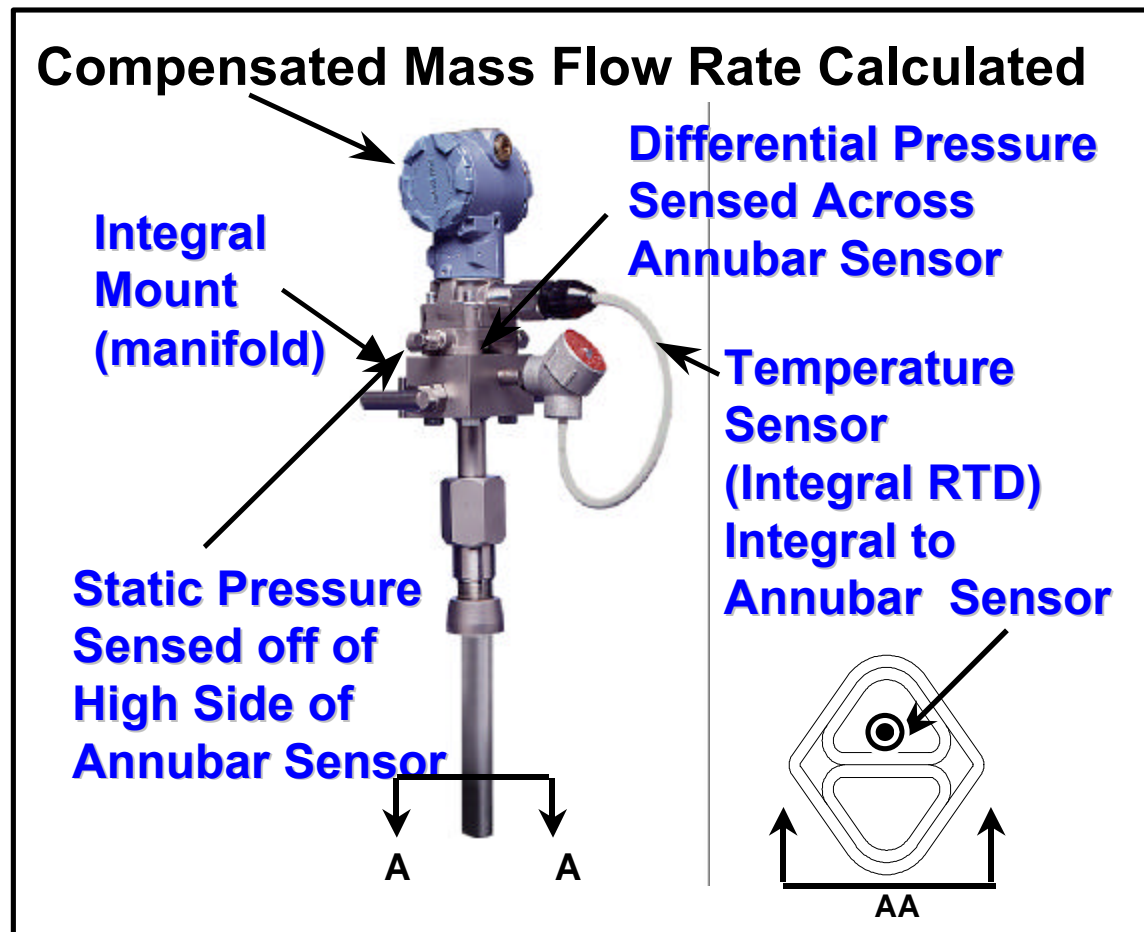 Compensated Mass Flow Rate Calculated
Differential Pressure
Sensed Across
Annubar Sensor
Integral
Mount
(manifold)
Temperature
Sensor
(Integral RTD)
Integral to
Annubar Sensor
Static Pressure
Sensed off of
High Side of
Annubar Sensor
A A
AA